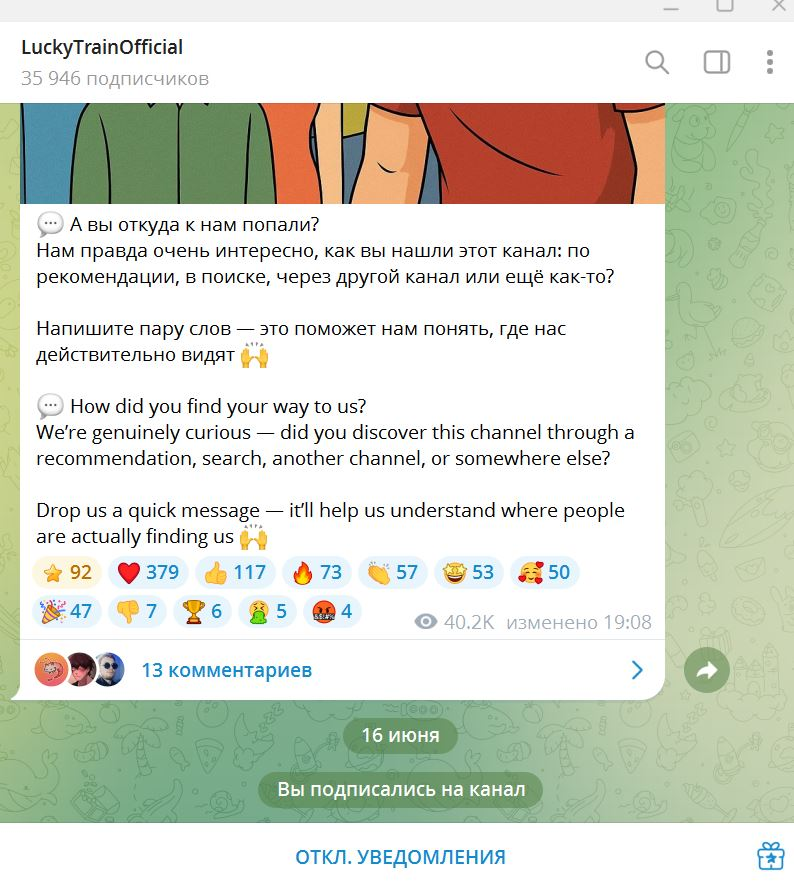 LuckyTrainOfficial
35 946 подписчиков
💬 А вы откуда к нам попали?
Нам правда очень интересно, как вы нашли этот канал: по
рекомендации, в поиске, через другой канал или ещё как-то?
Напишите пару слов — это поможет нам понять, где нас
действительно видят 🙌
💬 How did you find your way to us?
We’re genuinely curious — did you discover this channel through a
recommendation, search, another channel, or somewhere else?
Drop us a quick message — it’ll help us understand where people
are actually finding us 🙌
⭐ 92 ❤️ 379 👍 117 🔥 73 👏 57 🤩 53 🥰 50
🎉 47 👎 7 🏆 6 🤮 5 🤬 4
40.2K изменено 19:08
13 комментариев
16 июня
Вы подписались на канал
ОТКЛ. УВЕДОМЛЕНИЯ